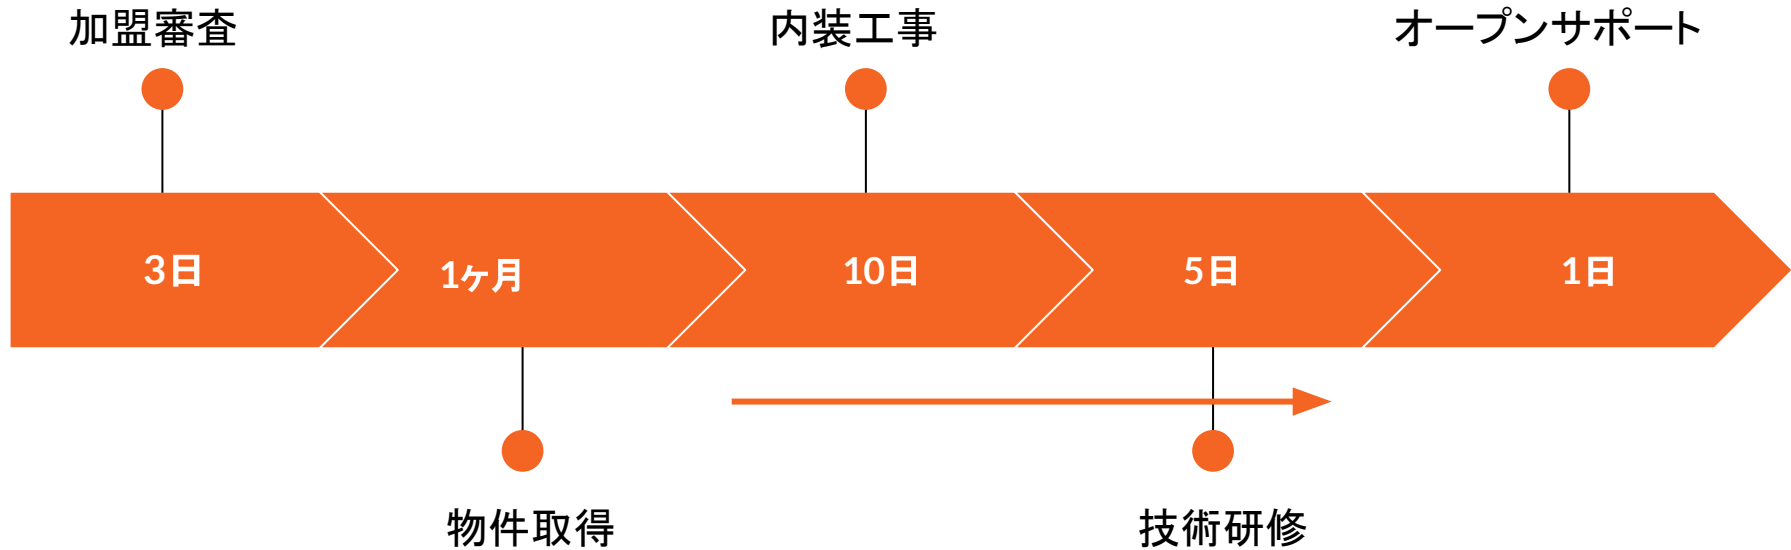 加盟審査
内装工事
オープンサポート
3日
1ヶ月
10日
5日
1日
物件取得
技術研修